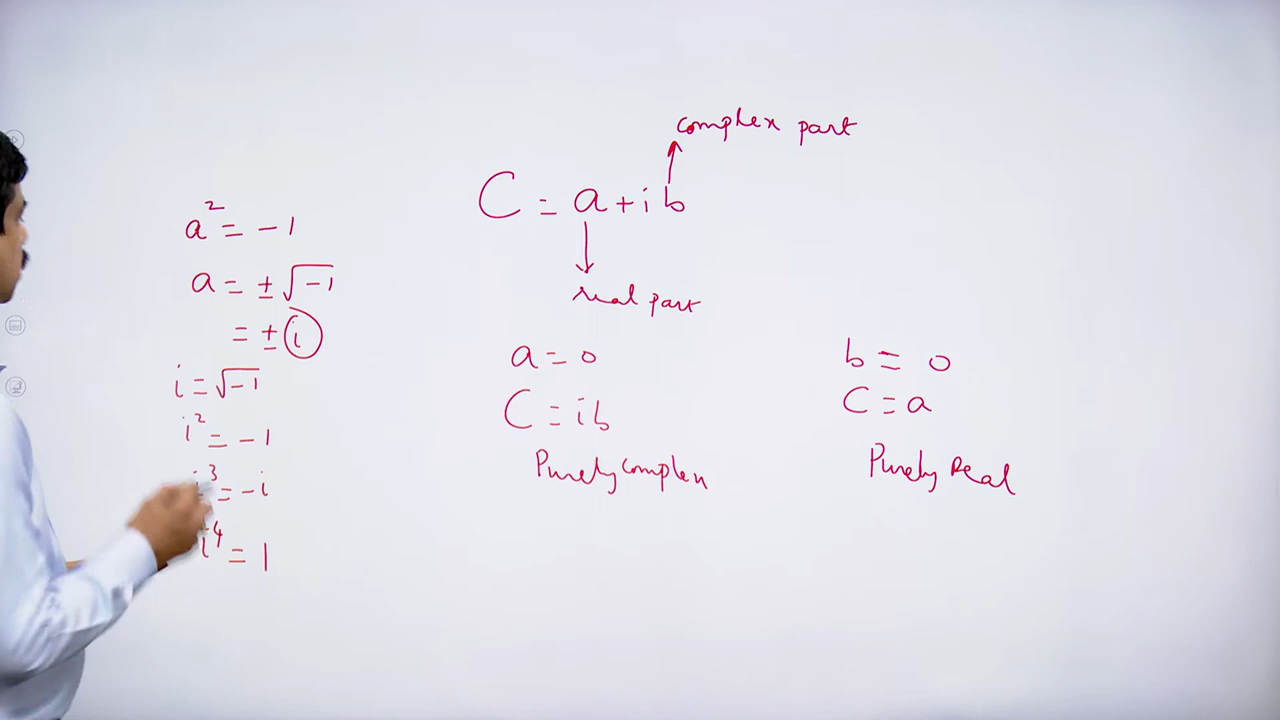 a² = -1
a = ±√-1
= ±i
i = √-1
i² = -1
i³ = -i
i⁴ = 1
complex part
C = a + ib
real part
a = 0
C = ib
Purely Complex
b = 0
C = a
Purely Real